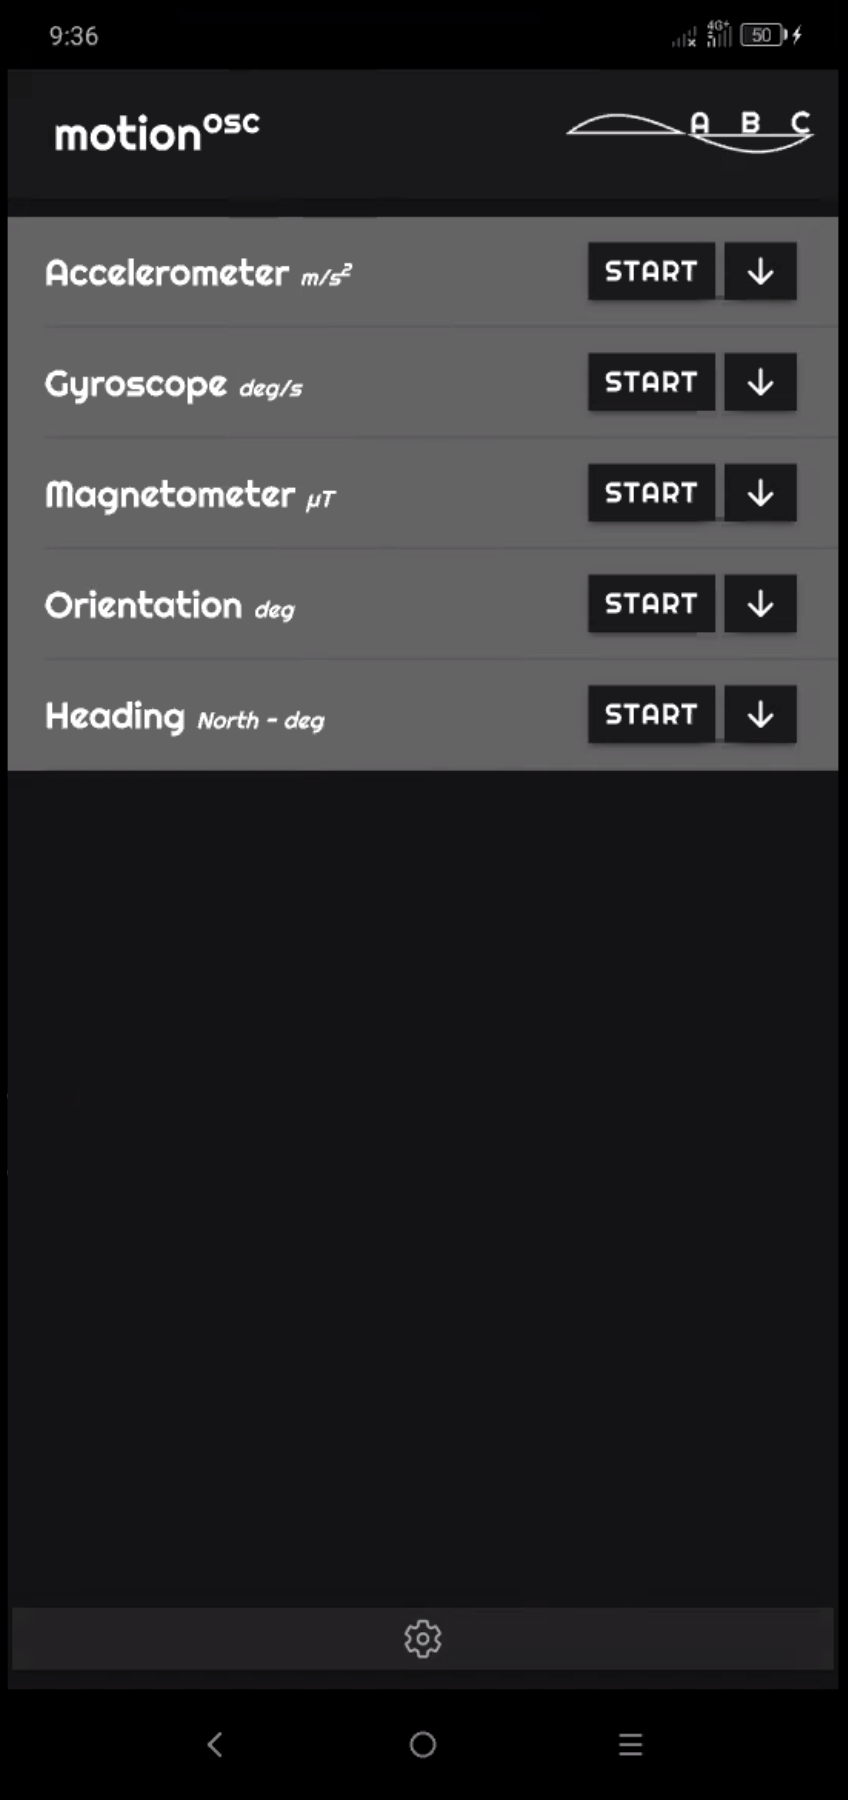 9:36
4G+ 50
motion^OSC
A B C
Accelerometer m/s² START
Gyroscope deg/s START
Magnetometer μT START
Orientation deg START
Heading North - deg START